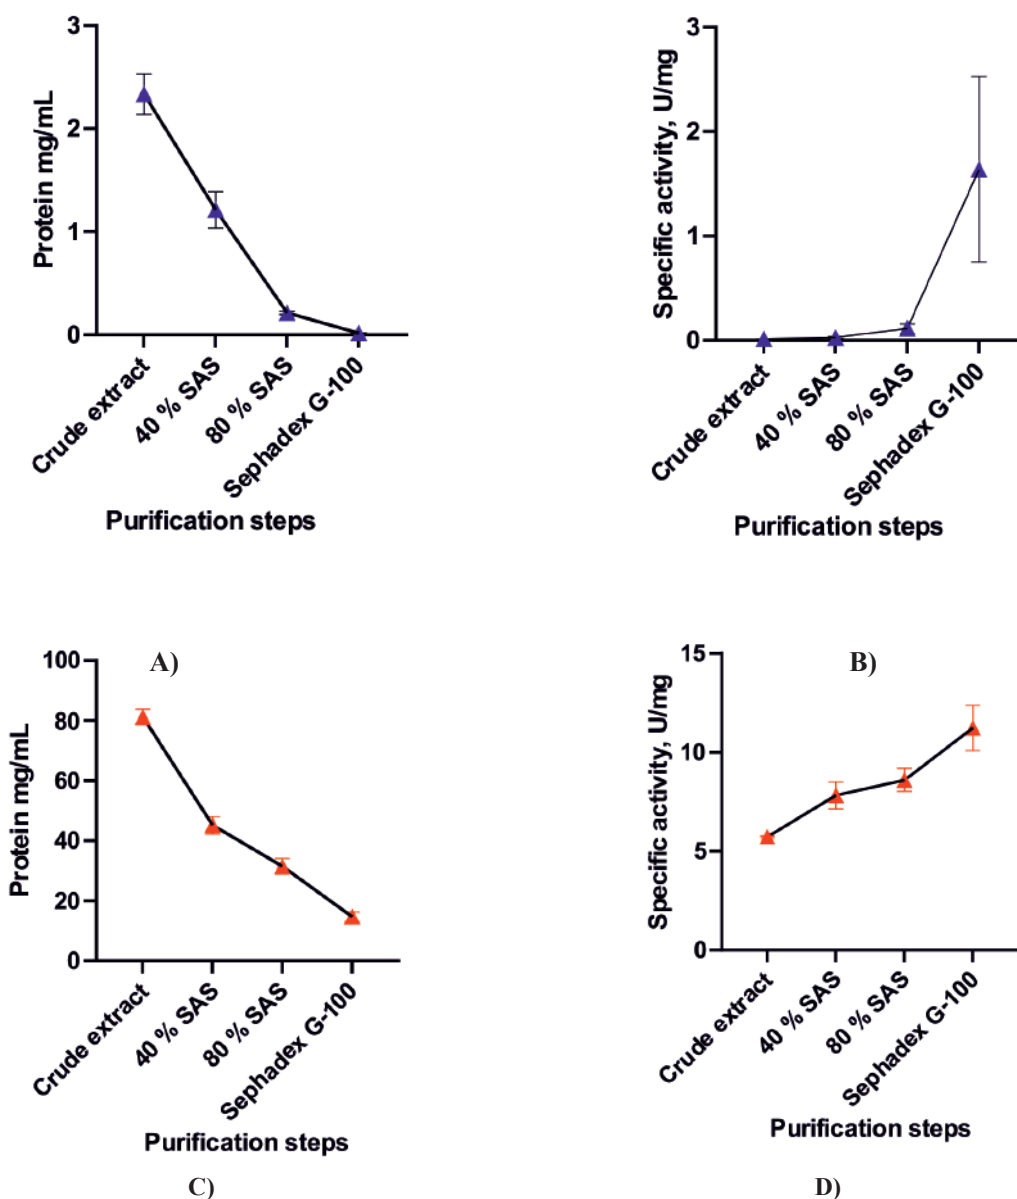 Protein mg/mL
3
2
1
0
Crude extract
40 % SAS
80 % SAS
Sephadex G-100
Purification steps
A)
Specific activity, U/mg
3
2
1
0
Crude extract
40 % SAS
80 % SAS
Sephadex G-100
Purification steps
B)
Protein mg/mL
100
80
60
40
20
0
Crude extract
40 % SAS
80 % SAS
Sephadex G-100
Purification steps
C)
Specific activity, U/mg
15
10
5
0
Crude extract
40 % SAS
80 % SAS
Sephadex G-100
Purification steps
D)